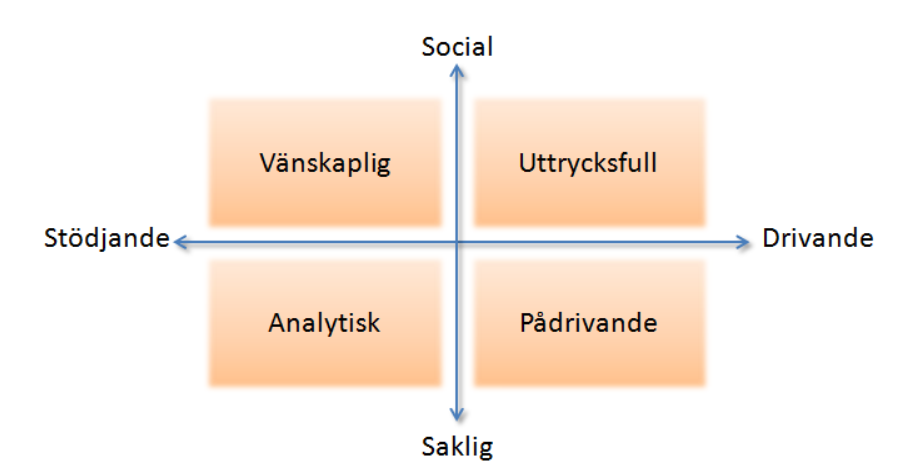 Social
Vänskaplig
Uttrycksfull
Stödjande
Drivande
Analytisk
Pådrivande
Saklig